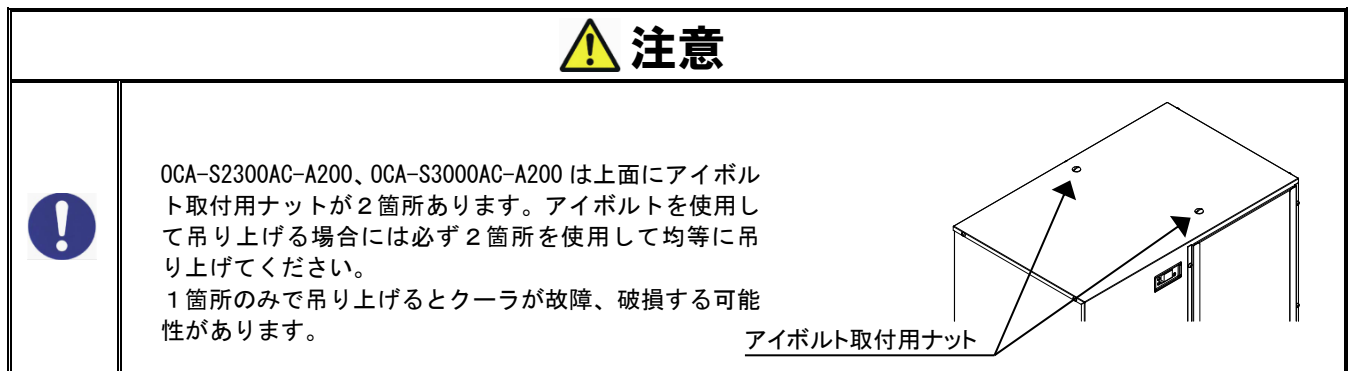 注意
OCA-S2300AC-A200、OCA-S3000AC-A200 は上面にアイボル
ト取付用ナットが２箇所あります。アイボルトを使用し
て吊り上げる場合には必ず２箇所を使用して均等に吊
り上げてください。
１箇所のみで吊り上げるとクーラが故障、破損する可能
性があります。
アイボルト取付用ナット